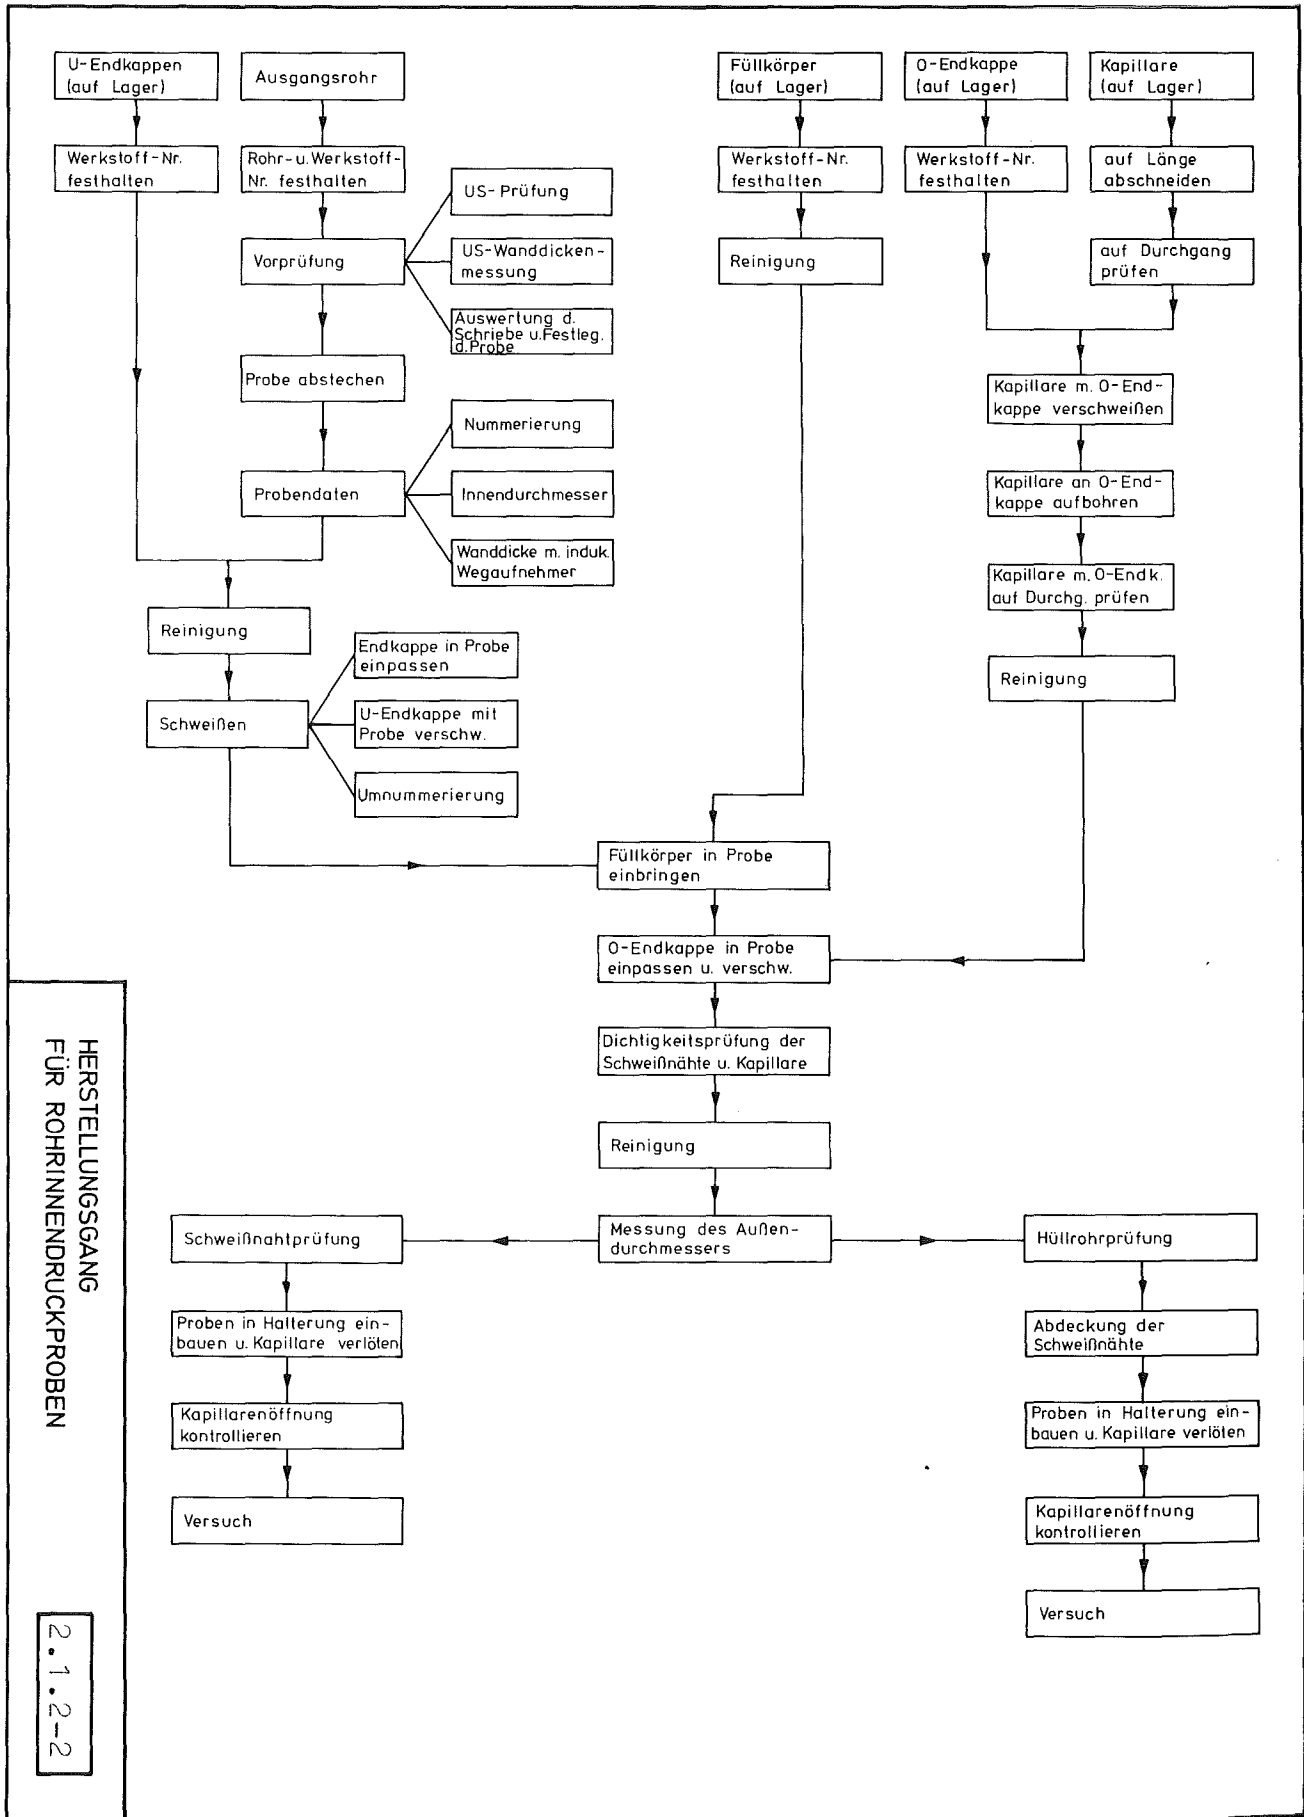 U-Endkappen
(auf Lager)
Ausgangsrohr
Füllkörper
(auf Lager)
O-Endkappe
(auf Lager)
Kapillare
(auf Lager)
Werkstoff-Nr.
festhalten
Rohr-u.Werkstoff-
Nr. festhalten
Werkstoff-Nr.
festhalten
Werkstoff-Nr.
festhalten
auf Länge
abschneiden
US-Prüfung
Vorprüfung
US-Wanddicken-
messung
Reinigung
auf Durchgang
prüfen
Auswertung d.
Schriebe u.Festleg.
d.Probe
Probe abstechen
Kapillare m. O-End-
kappe verschweißen
Nummerierung
Probendaten
Innendurchmesser
Kapillare an O-End-
kappe aufbohren
Wanddicke m. induk.
Wegaufnehmer
Kapillare m. O-Endk.
auf Durchg. prüfen
Reinigung
Endkappe in Probe
einpassen
Reinigung
Schweißen
U-Endkappe mit
Probe verschw.
Umnummerierung
Füllkörper in Probe
einbringen
O-Endkappe in Probe
einpassen u. verschw.
Dichtigkeitsprüfung der
Schweißnähte u. Kapillare
Reinigung
Schweißnahtprüfung
Messung des Außen-
durchmessers
Hüllrohrprüfung
Proben in Halterung ein-
bauen u. Kapillare verlöten
Abdeckung der
Schweißnähte
Kapillarenöffnung
kontrollieren
Proben in Halterung ein-
bauen u. Kapillare verlöten
Versuch
Kapillarenöffnung
kontrollieren
Versuch
HERSTELLUNGSGANG
FÜR ROHRINNENDRUCKPROBEN
2.1.2-2